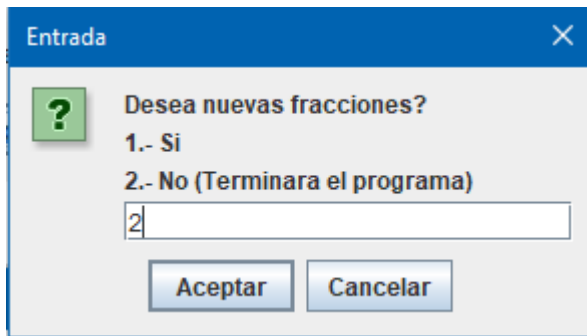 Entrada
Desea nuevas fracciones?
1.- Si
2.- No (Terminara el programa)
2
Aceptar Cancelar